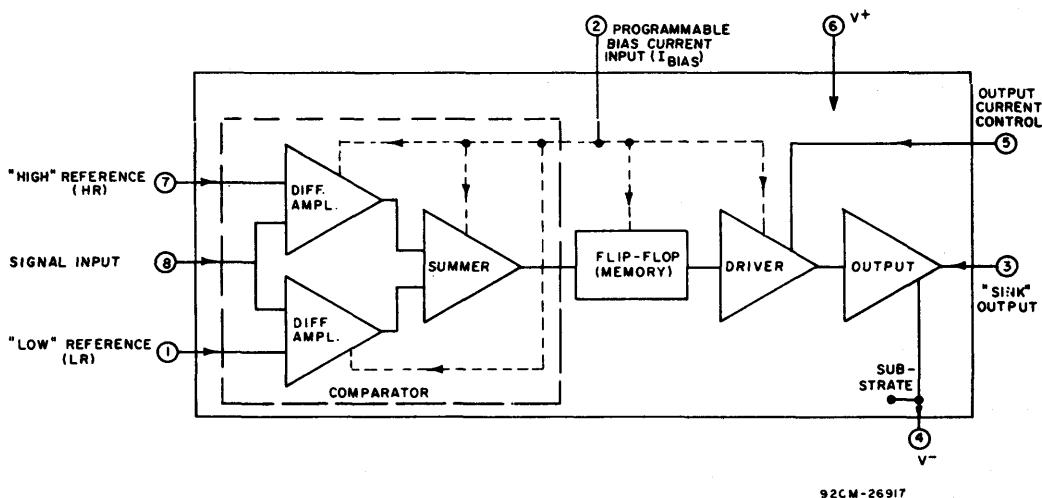 ② PROGRAMMABLE
BIAS CURRENT
INPUT (I BIAS)
⑥ V+
OUTPUT
CURRENT
CONTROL
⑤
"HIGH" REFERENCE
(HR)
⑦
DIFF.
AMPL.
SIGNAL INPUT
⑧
SUMMER
FLIP-FLOP
(MEMORY)
DRIVER
OUTPUT
③
"SINK"
OUTPUT
"LOW" REFERENCE
(LR)
①
DIFF
AMPL.
COMPARATOR
SUB-
STRATE
④
V-
92CM-26917